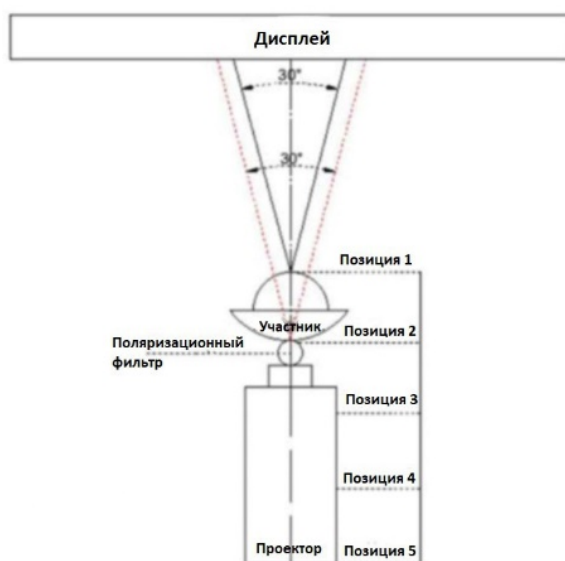 Дисплей
30°
30°
Позиция 1
Участник
Позиция 2
Поляризационный
фильтр
Позиция 3
Позиция 4
Проектор
Позиция 5